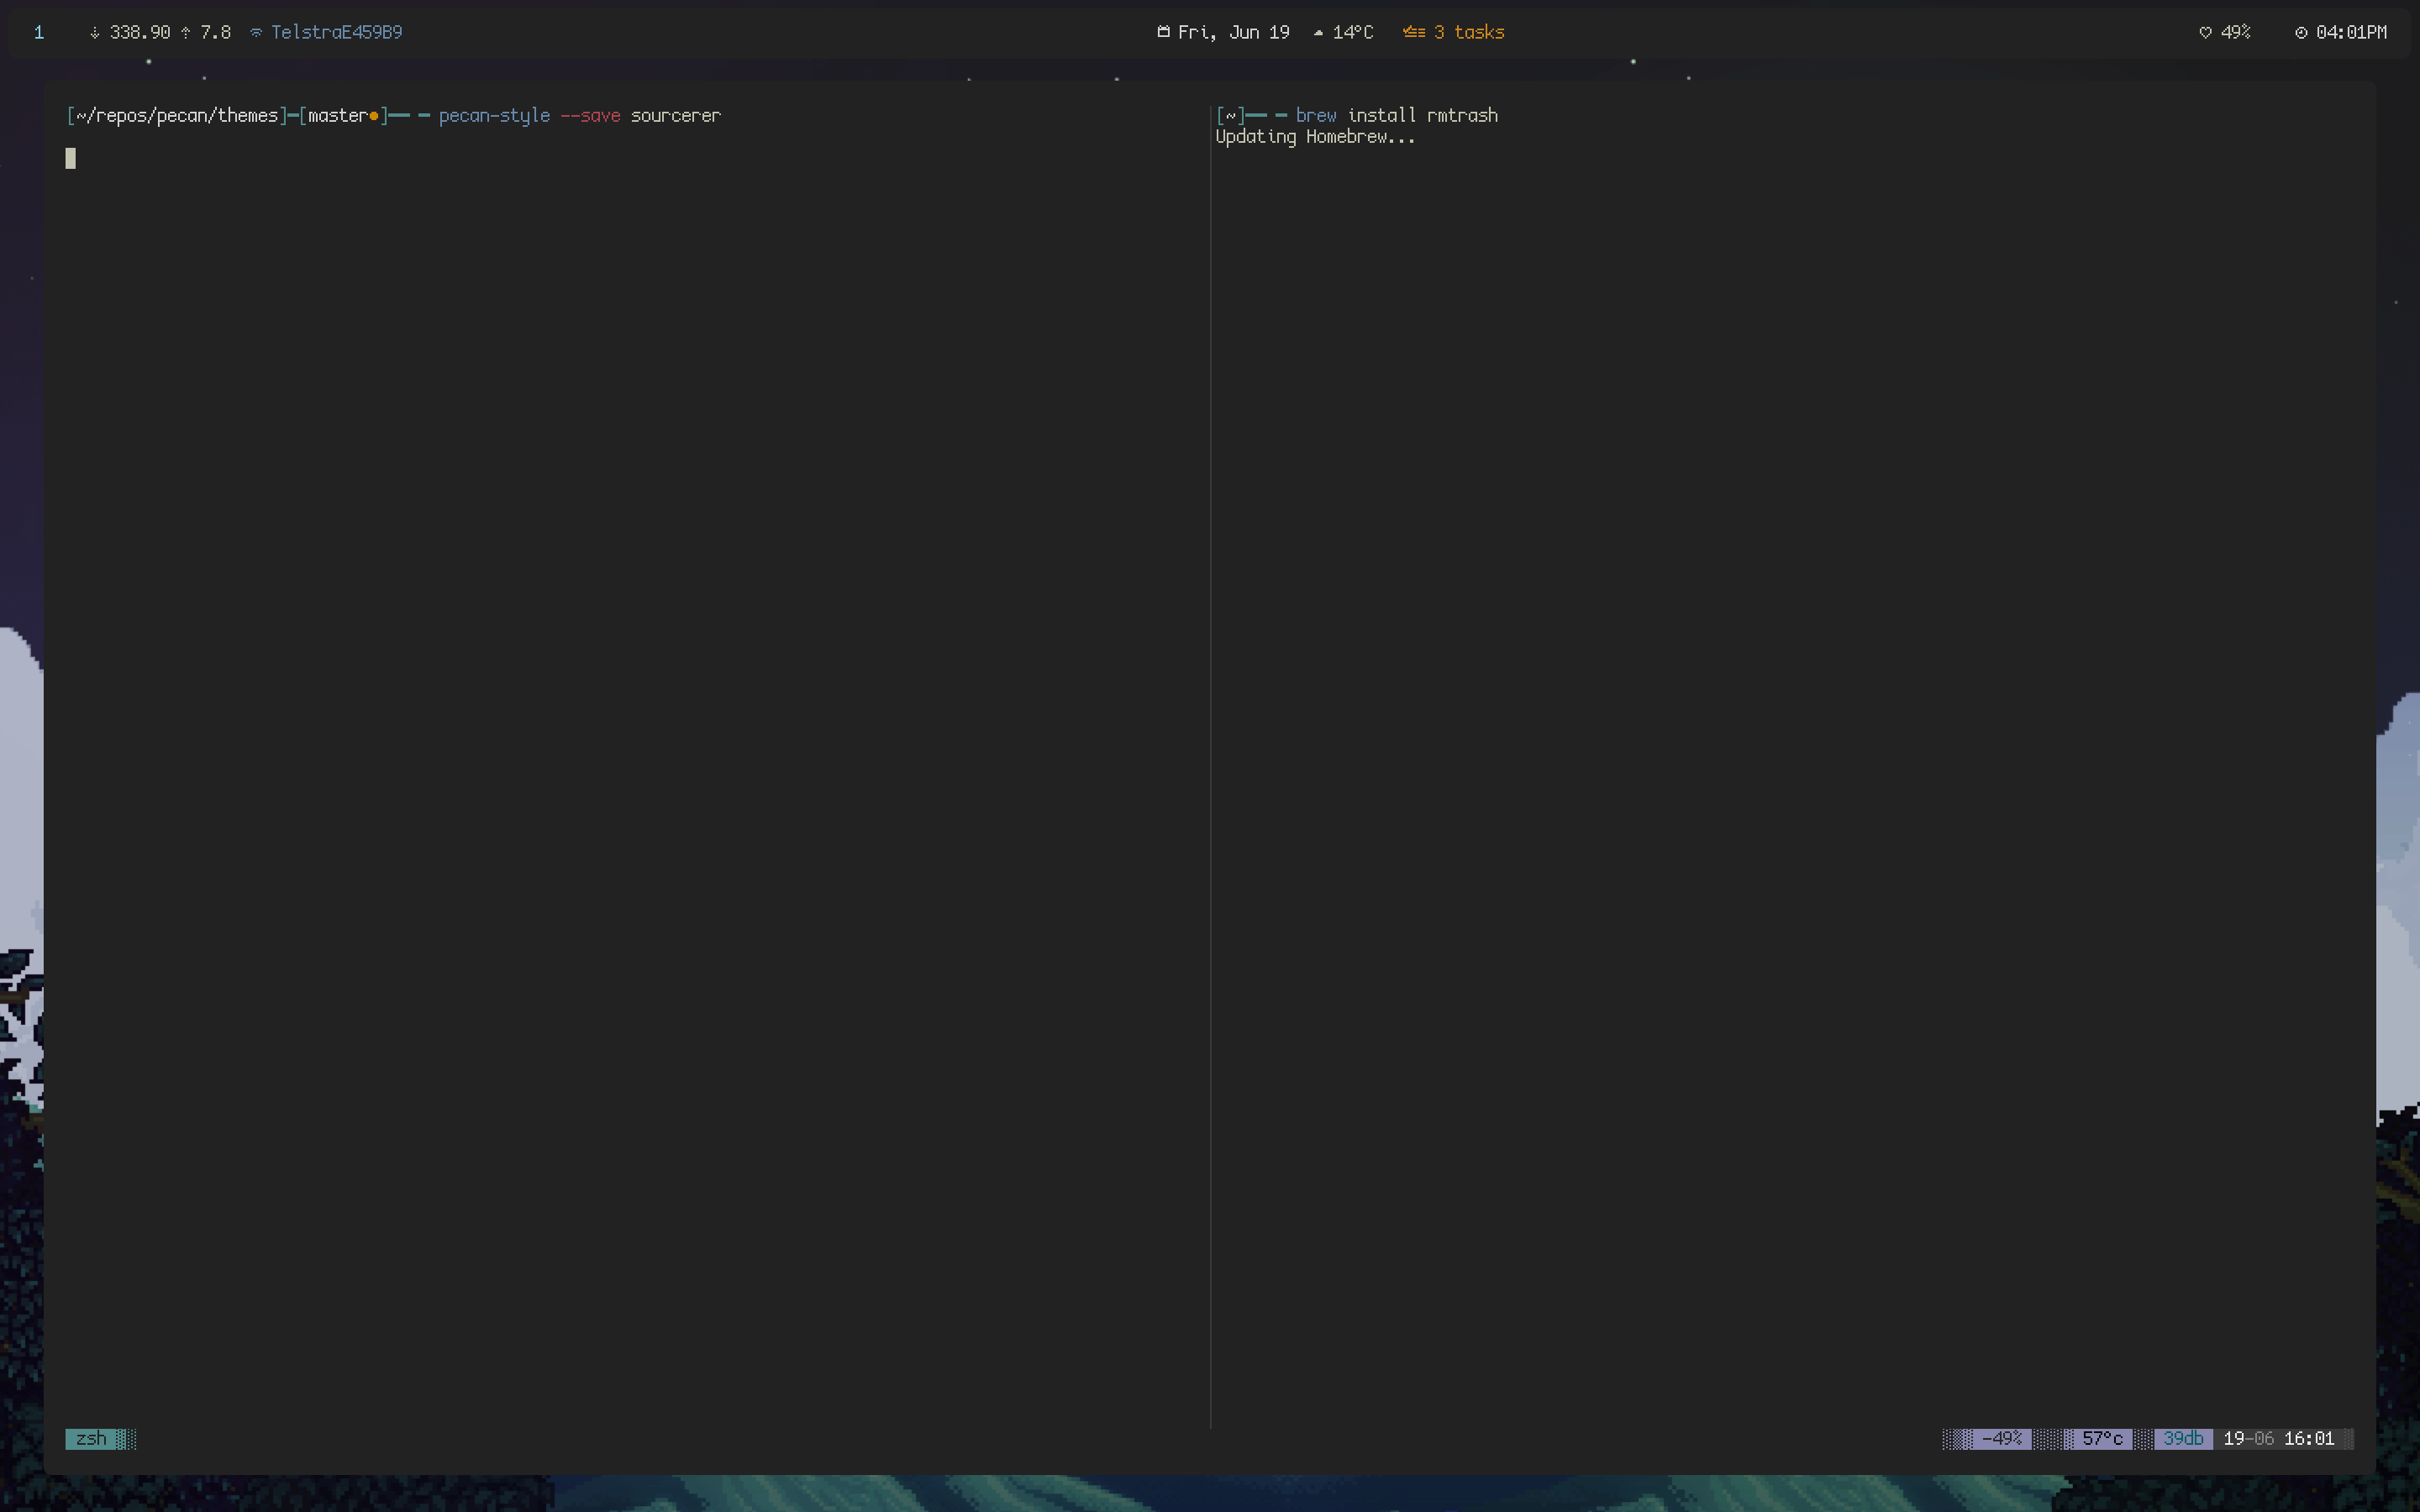 1 ↓ 338.90 ↑ 7.8 TelstraE459B9 Fri, Jun 19 14°C 3 tasks 49% 04:01PM
[~/repos/pecan/themes]─[master●]── ─ pecan-style --save sourcerer
[~]── ─ brew install rmtrash
Updating Homebrew...
zsh -49% 57°c 39db 19-06 16:01